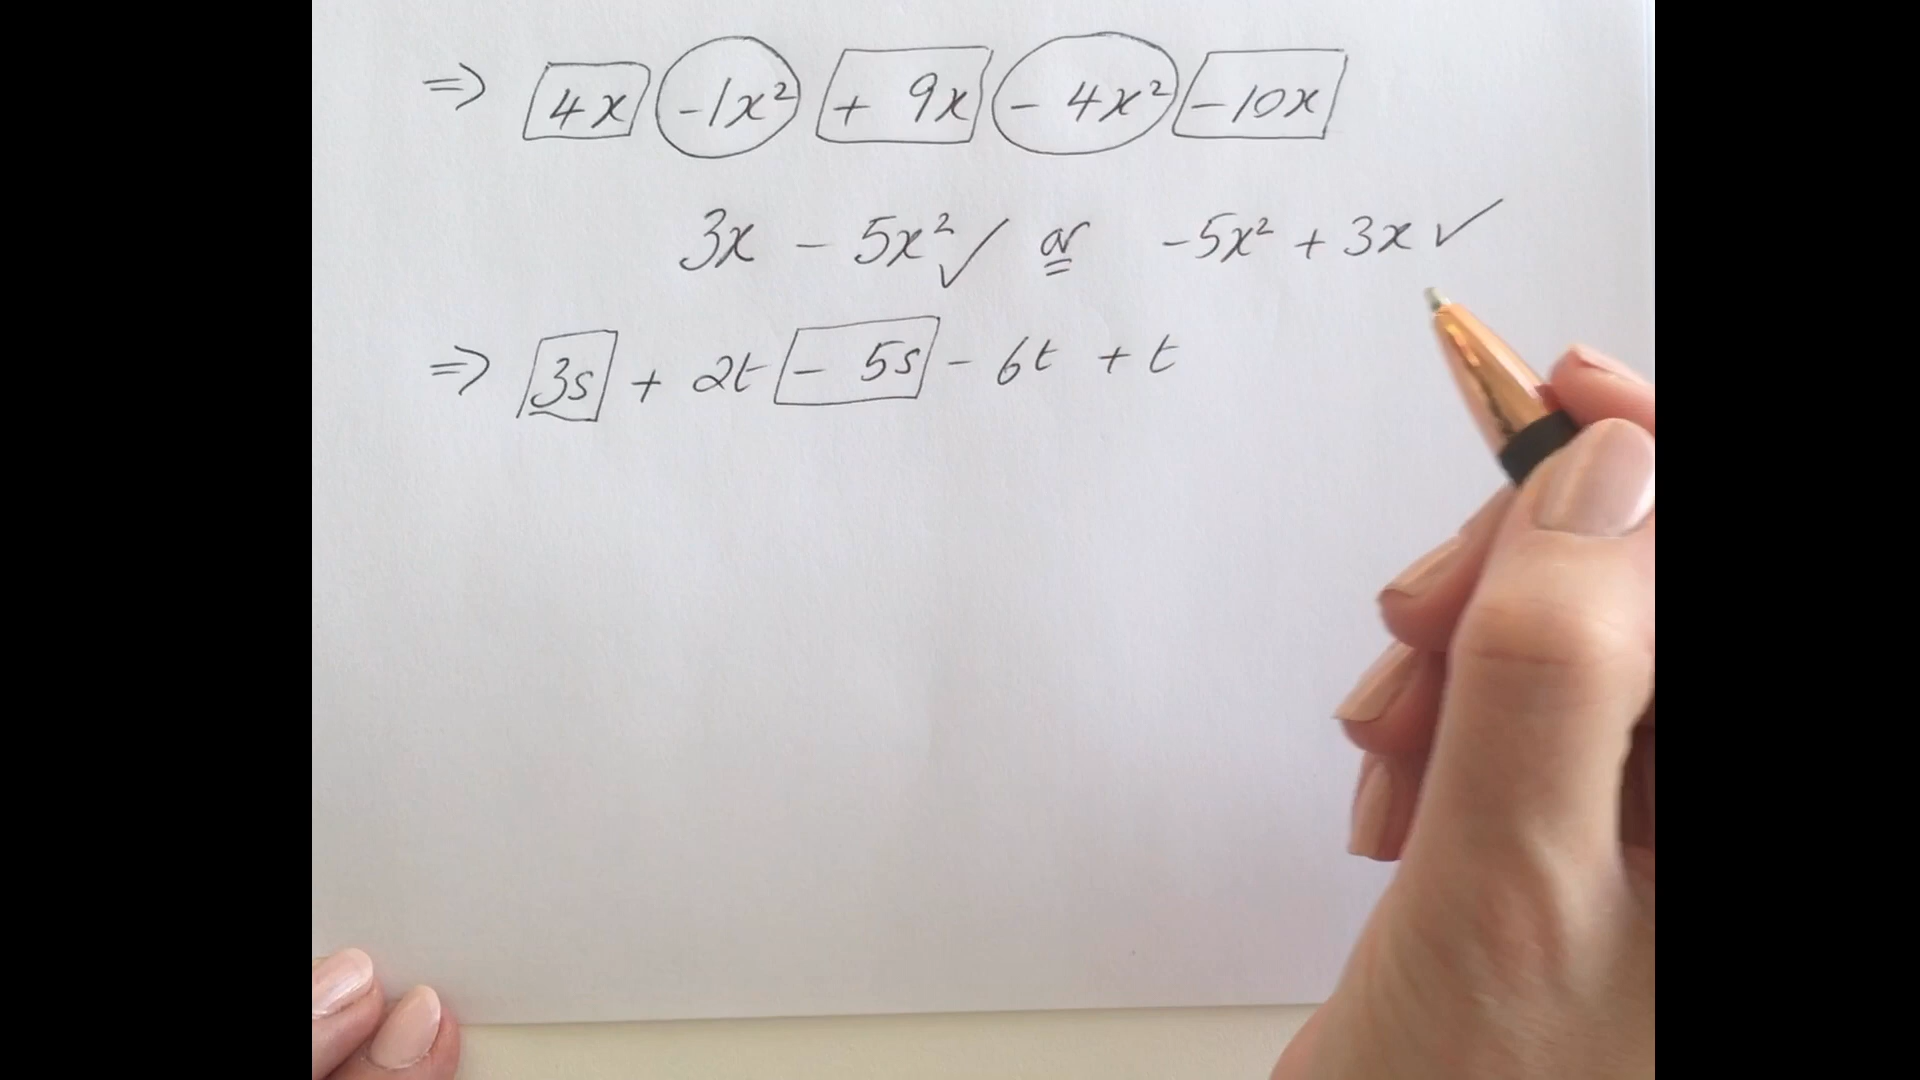 ⇒ 4x -1x² + 9x - 4x² - 10x
3x - 5x² ✓ or -5x² + 3x ✓
⇒ 3s + 2t - 5s - 6t + t